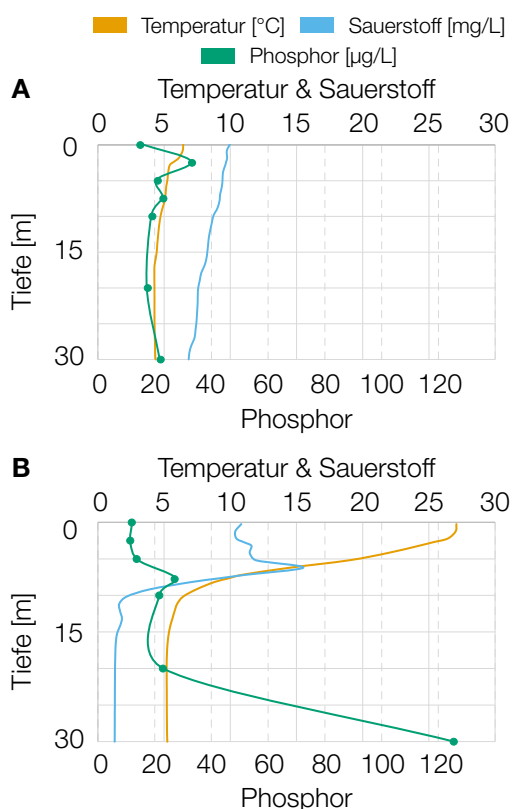 Temperatur [°C] Sauerstoff [mg/L]
Phosphor [µg/L]
A Temperatur & Sauerstoff
0 5 10 15 20 25 30
0
15
30
Tiefe [m]
0 20 40 60 80 100 120
Phosphor
B Temperatur & Sauerstoff
0 5 10 15 20 25 30
0
15
30
Tiefe [m]
0 20 40 60 80 100 120
Phosphor